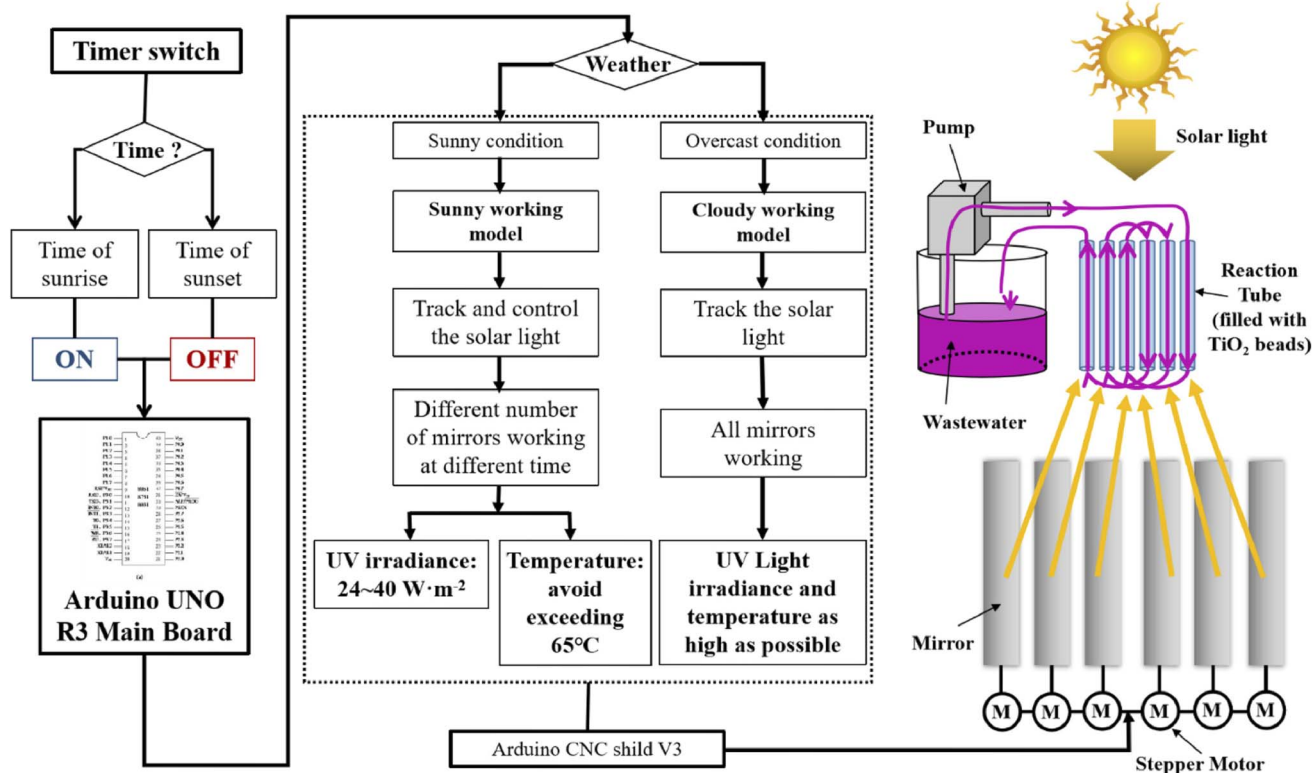 Timer switch
Time ?
Time of
sunrise
Time of
sunset
ON
OFF
(a)
Arduino UNO
R3 Main Board
Weather
Sunny condition
Sunny working
model
Track and control
the solar light
Different number
of mirrors working
at different time
UV irradiance:
24~40 W·m-2
Temperature:
avoid
exceeding
65°C
Overcast condition
Cloudy working
model
Track the solar
light
All mirrors
working
UV Light
irradiance and
temperature as
high as possible
Arduino CNC shild V3
Solar light
Pump
Reaction
Tube
(filled with
TiO2 beads)
Wastewater
Mirror
M M M M M M
Stepper Motor